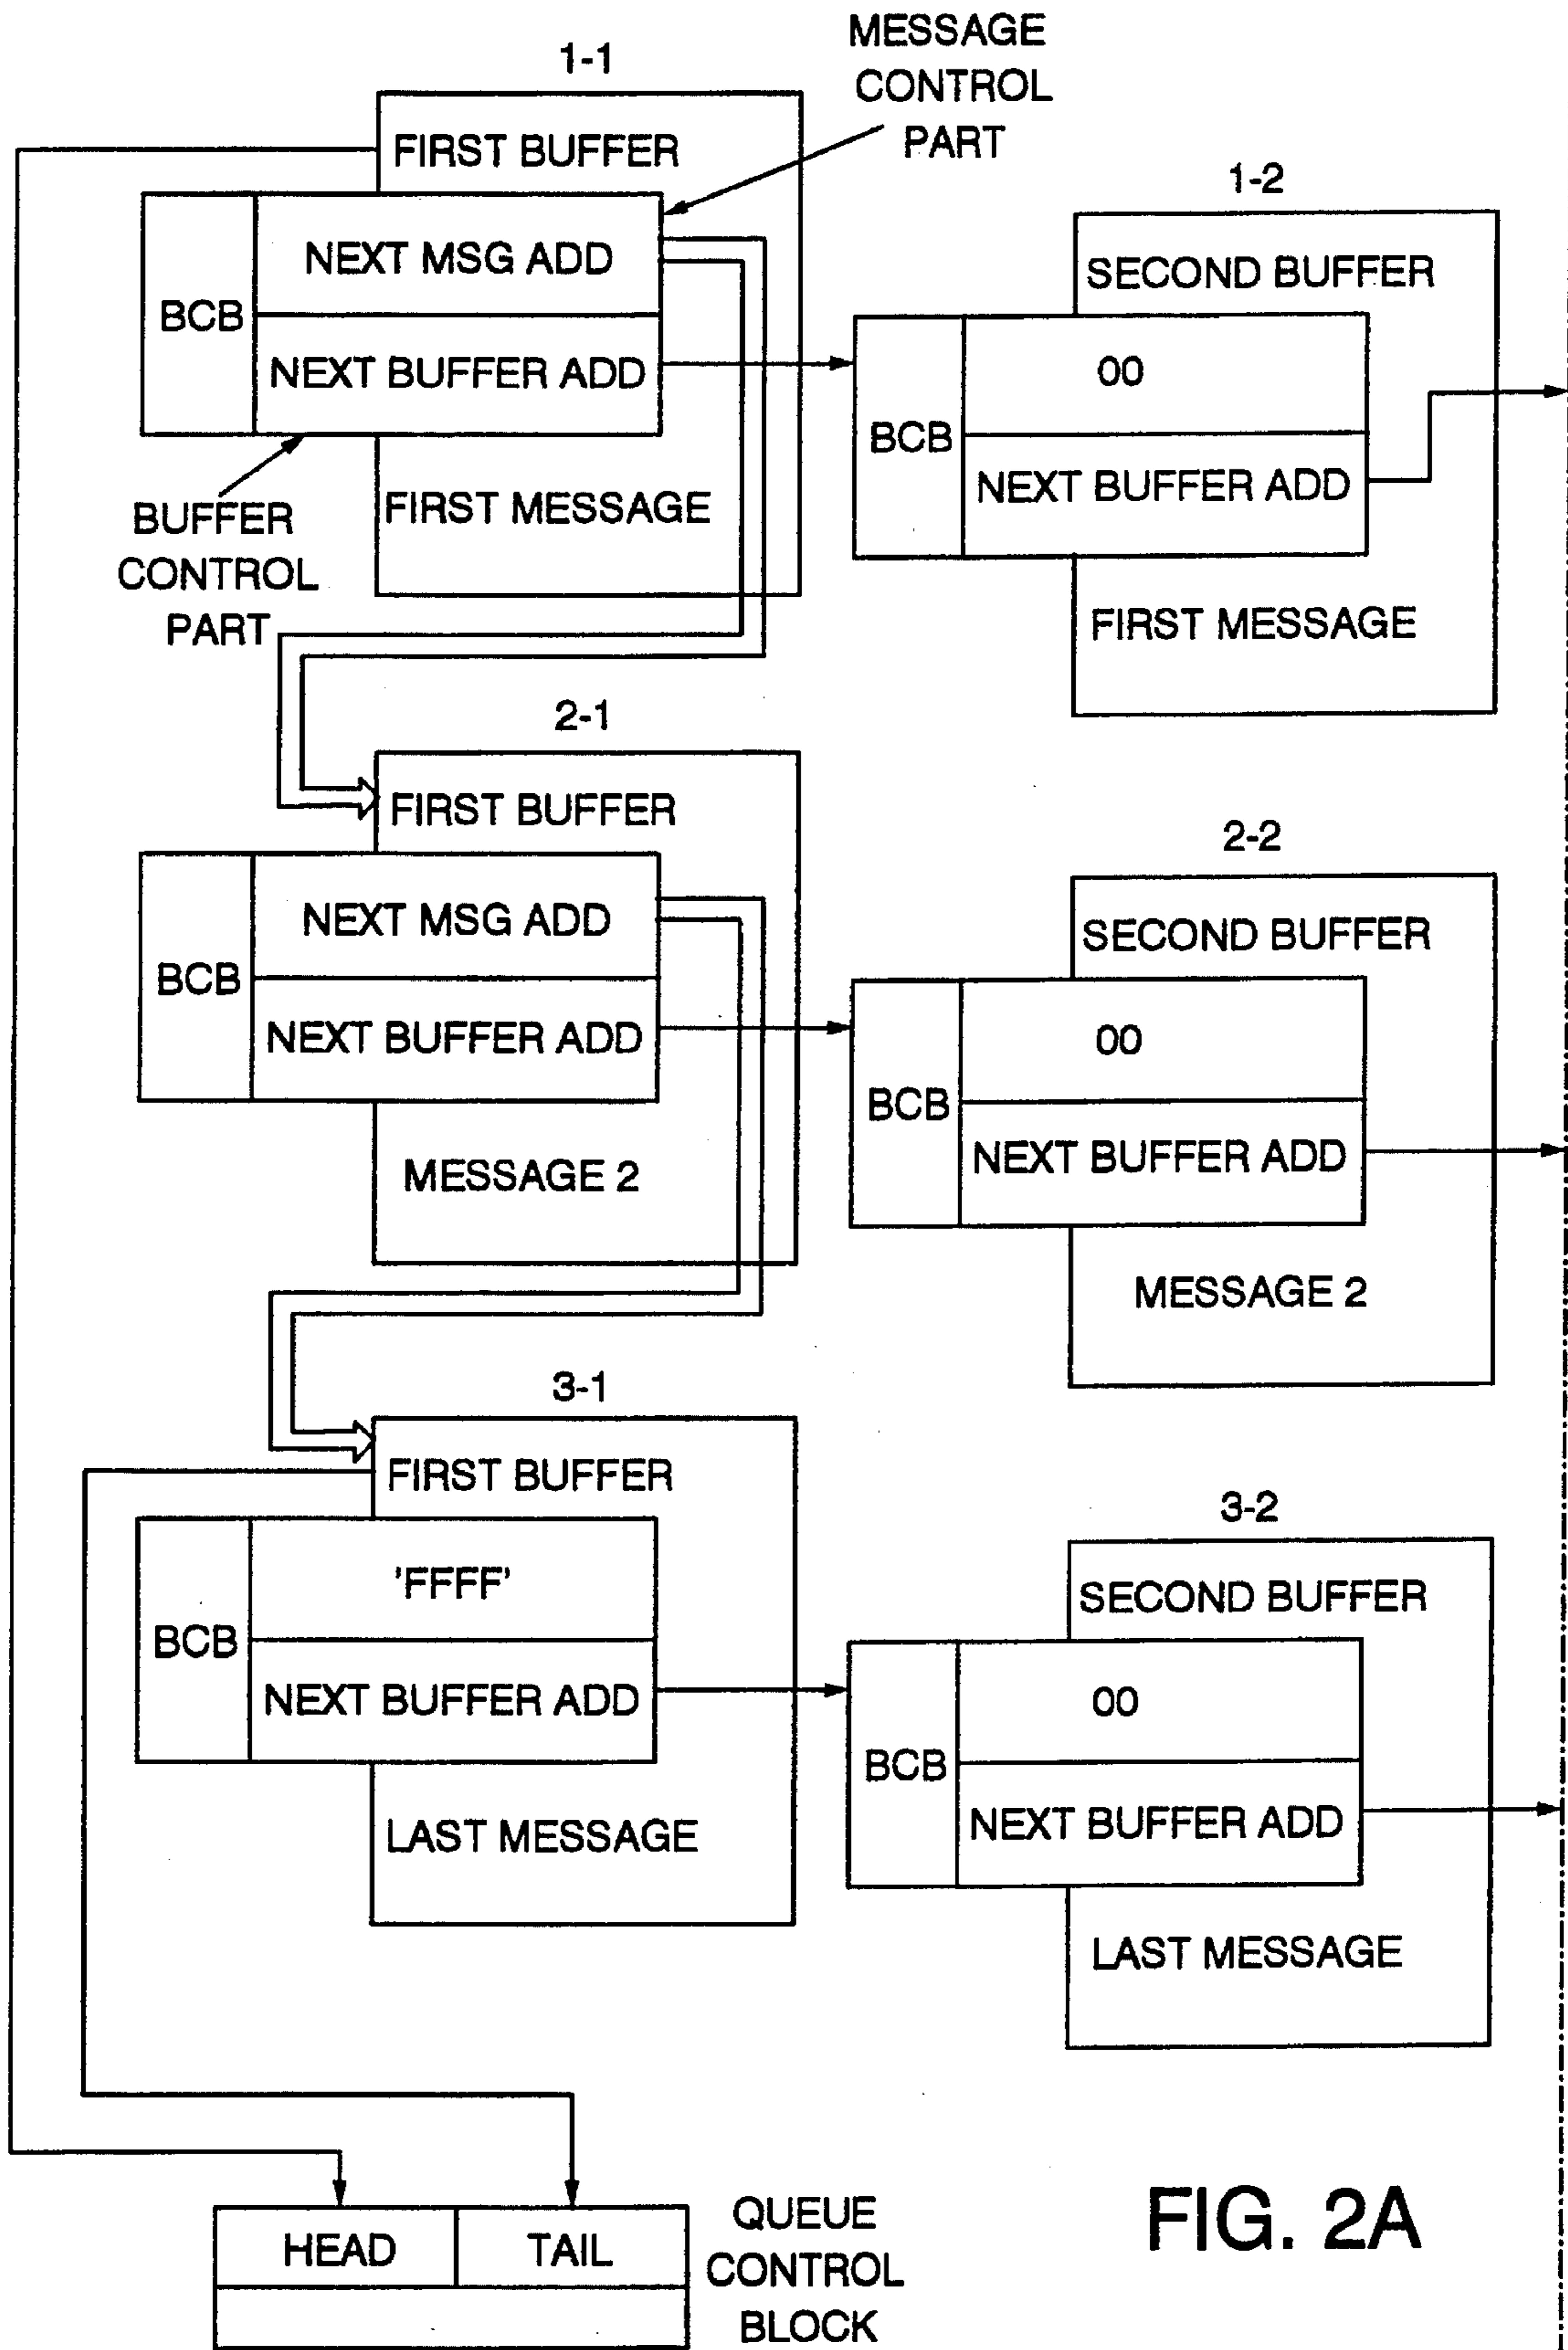 1-1
MESSAGE
CONTROL
PART
FIRST BUFFER
BCB
NEXT MSG ADD
NEXT BUFFER ADD
FIRST MESSAGE
BUFFER
CONTROL
PART
1-2
SECOND BUFFER
BCB
00
NEXT BUFFER ADD
FIRST MESSAGE
2-1
FIRST BUFFER
BCB
NEXT MSG ADD
NEXT BUFFER ADD
MESSAGE 2
2-2
SECOND BUFFER
BCB
00
NEXT BUFFER ADD
MESSAGE 2
3-1
FIRST BUFFER
BCB
'FFFF'
NEXT BUFFER ADD
LAST MESSAGE
3-2
SECOND BUFFER
BCB
00
NEXT BUFFER ADD
LAST MESSAGE
HEAD
TAIL
QUEUE
CONTROL
BLOCK
FIG. 2A